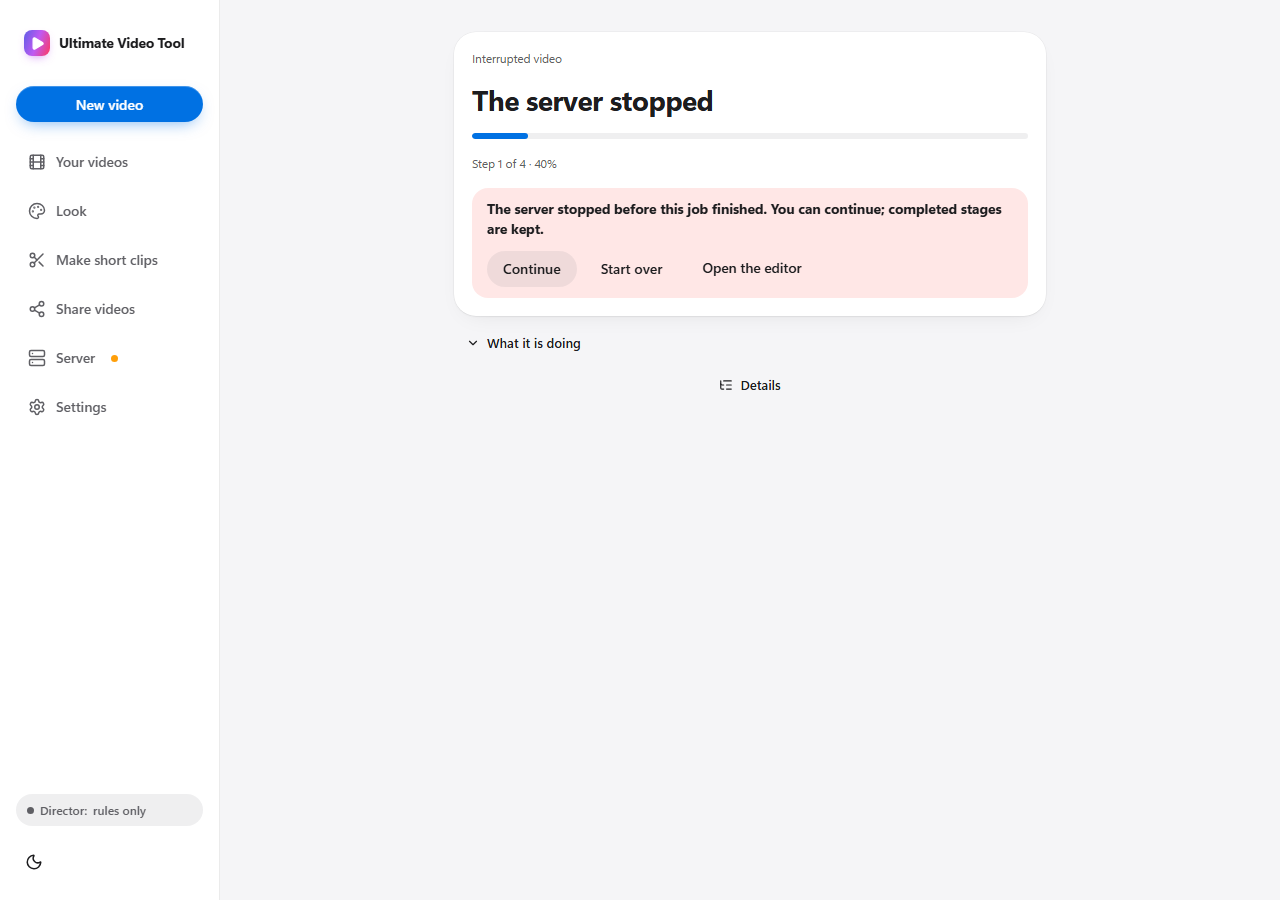 Ultimate Video Tool
New video
Your videos
Look
Make short clips
Share videos
Server
Settings
Director: rules only
Interrupted video
The server stopped
Step 1 of 4 · 40%
The server stopped before this job finished. You can continue; completed stages
are kept.
Continue
Start over
Open the editor
What it is doing
Details